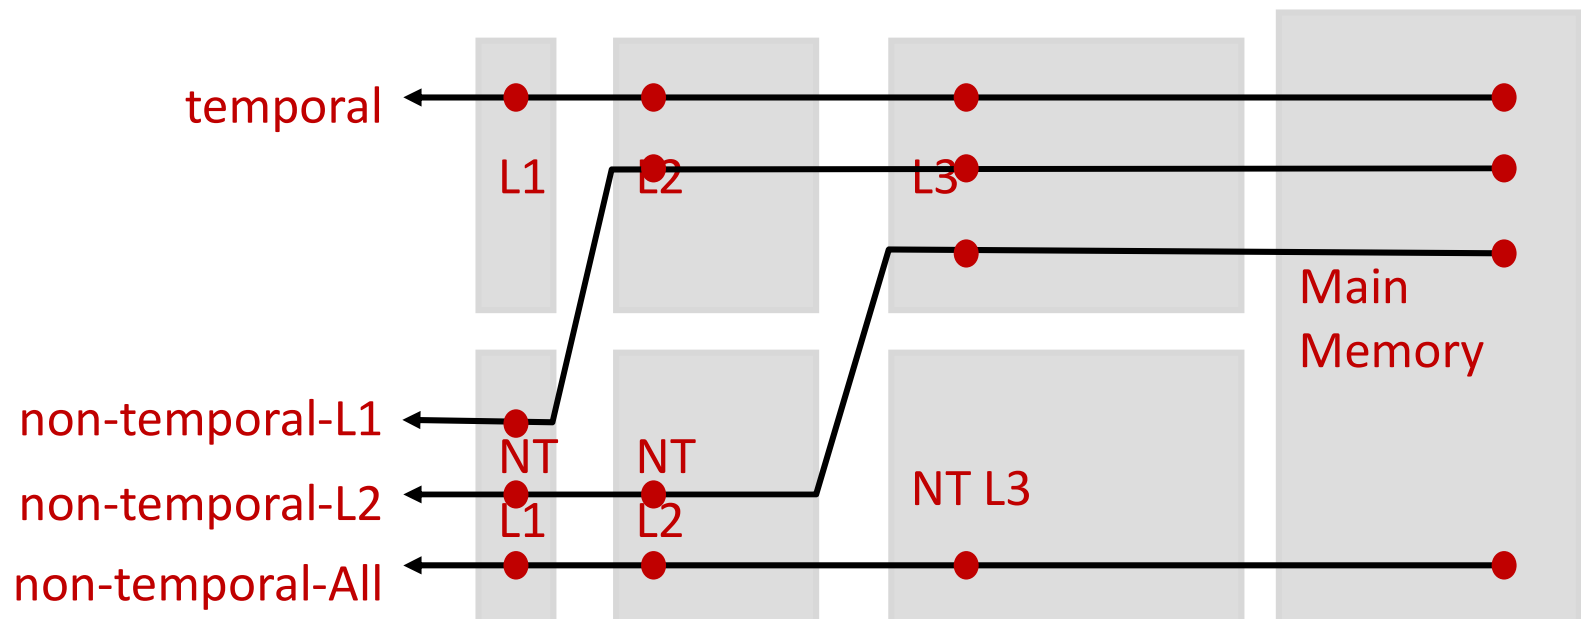 temporal
L1
L2
L3
Main
Memory
non-temporal-L1
NT
L1
NT
L2
NT L3
non-temporal-L2
non-temporal-All